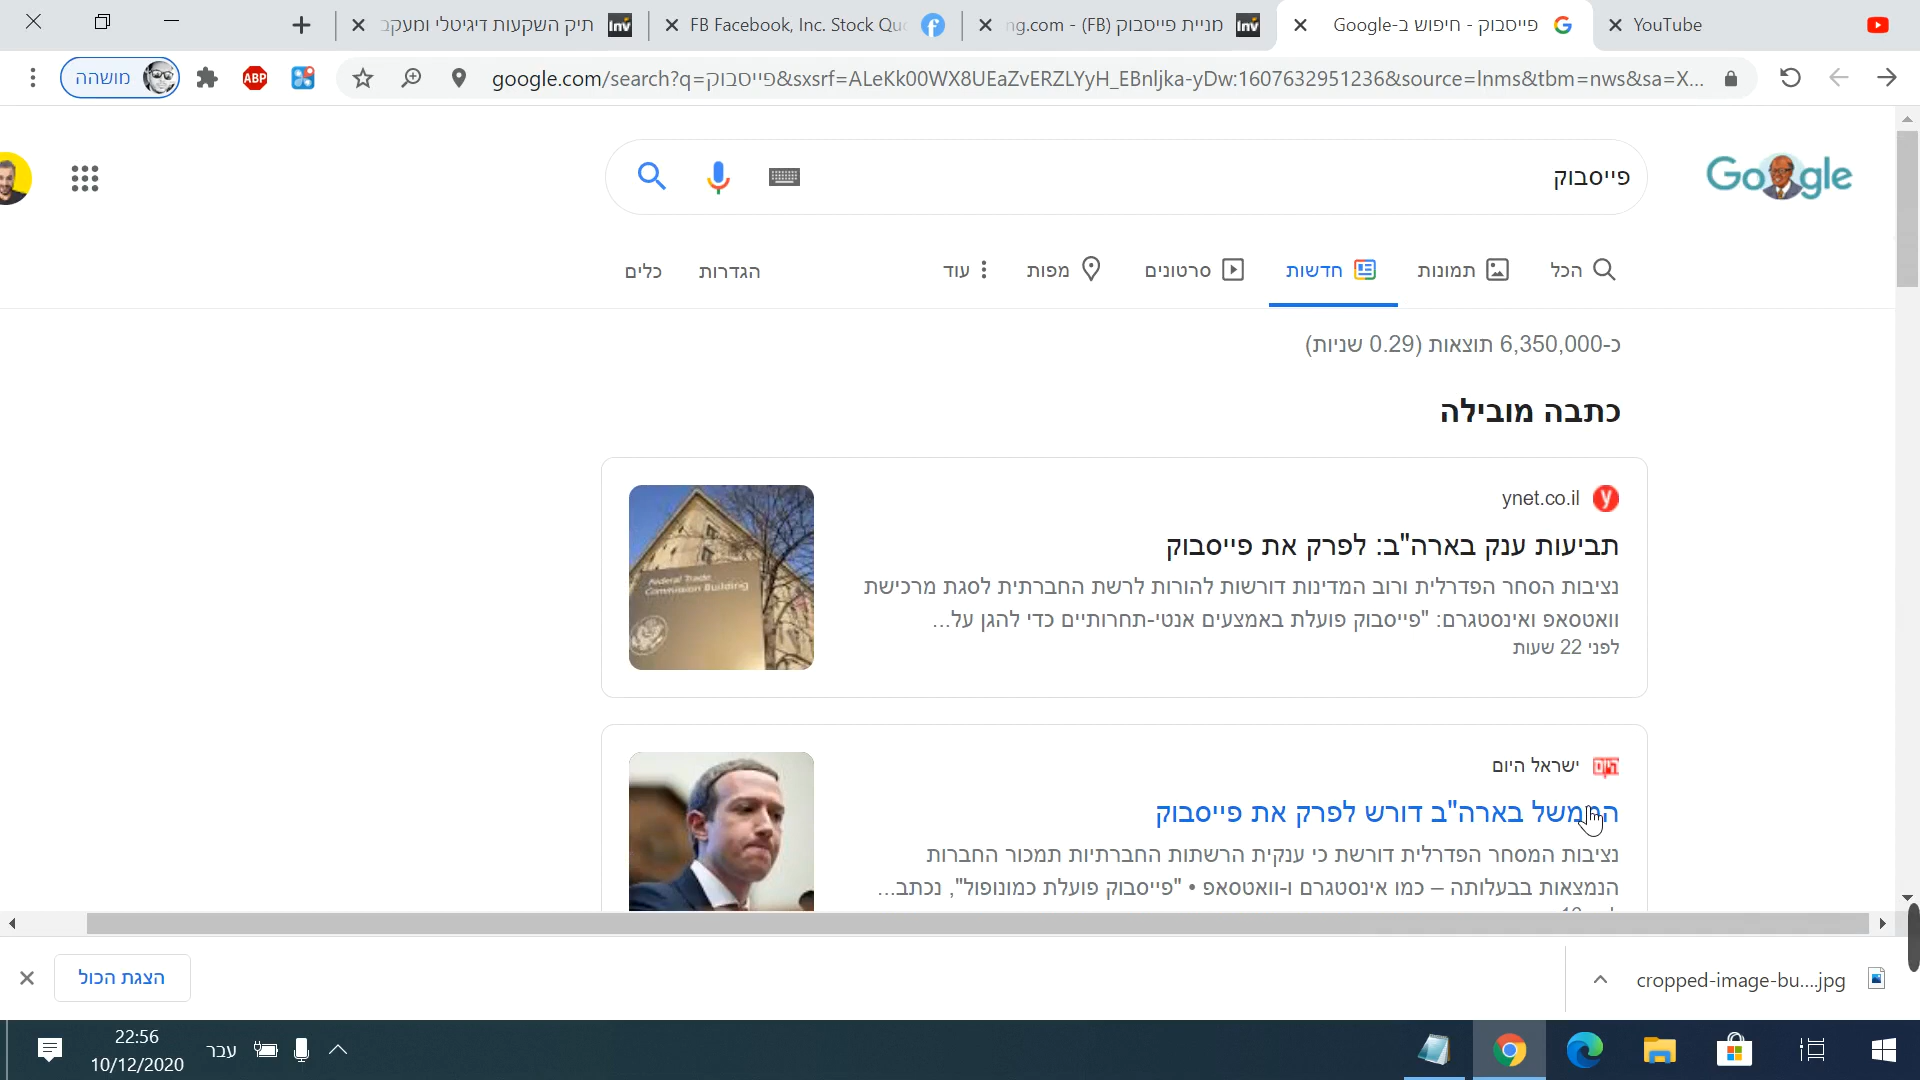 YouTube
פייסבוק - חיפוש ב-Google
מניית פייסבוק (FB) - ng.com
FB Facebook, Inc. Stock Qu
תיק השקעות דיגיטלי ומעקב
google.com/search?q=פייסבוק&sxsrf=ALeKk00WX8UEaZvERZLYyH_EBnljka-yDw:1607632951236&source=lnms&tbm=nws&sa=X...
ABP
מושהה
Google
פייסבוק
הכל
תמונות
חדשות
סרטונים
מפות
עוד
הגדרות
כלים
כ-6,350,000 תוצאות (0.29 שניות)
כתבה מובילה
ynet.co.il
תביעות ענק בארה"ב: לפרק את פייסבוק
נציבות הסחר הפדרלית ורוב המדינות דורשות להורות לרשת החברתית לסגת מרכישת
וואטסאפ ואינסטגרם: "פייסבוק פועלת באמצעים אנטי-תחרותיים כדי להגן על...
לפני 22 שעות
Federal Trade
Commission Building
ישראל היום
הממשל בארה"ב דורש לפרק את פייסבוק
נציבות המסחר הפדרלית דורשת כי ענקית הרשתות החברתיות תמכור החברות
הנמצאות בבעלותה – כמו אינסטגרם ו-וואטסאפ • "פייסבוק פועלת כמונופול", נכתב...
cropped-image-bu....jpg
הצגת הכול
עבר
22:56
10/12/2020